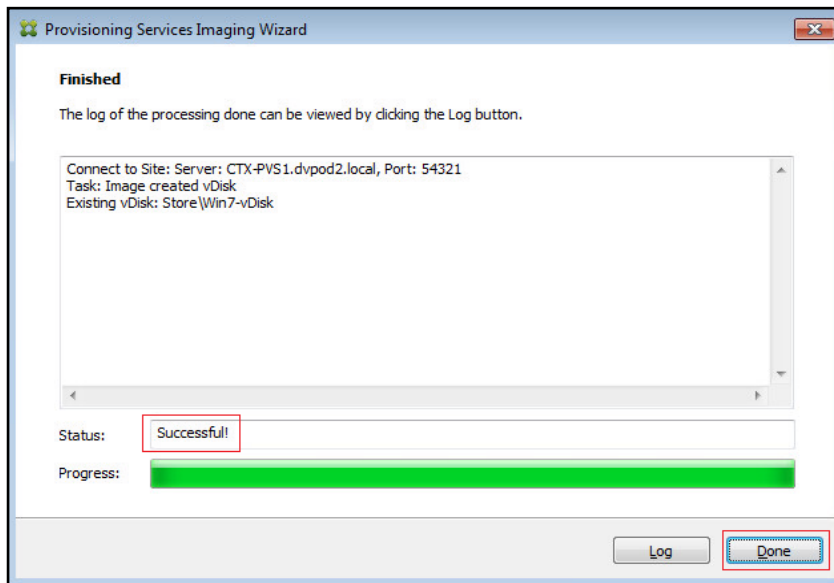 Provisioning Services Imaging Wizard
Finished
The log of the processing done can be viewed by clicking the Log button.
Connect to Site: Server: CTX-PVS1.dvpod2.local, Port: 54321
Task: Image created vDisk
Existing vDisk: Store\Win7-vDisk
Status: Successful!
Progress:
Log Done